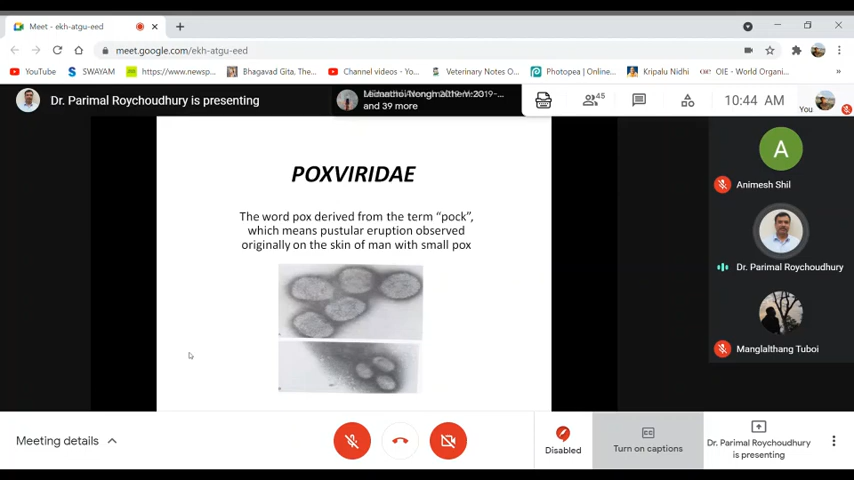 Meet - ekh-atgu-eed
meet.google.com/ekh-atgu-eed
YouTube
SWAYAM
https://www.newsp...
Bhagavad Gita, The...
Channel videos - Yo...
Veterinary Notes O...
Photopea | Online...
Kripalu Nidhi
OIE - World Organi...
Dr. Parimal Roychoudhury is presenting
and 39 more
45
10:44 AM
You
POXVIRIDAE
The word pox derived from the term “pock”,
which means pustular eruption observed
originally on the skin of man with small pox
A
Animesh Shil
Dr. Parimal Roychoudhury
Manglalthang Tuboi
Meeting details
Disabled
CC
Turn on captions
Dr. Parimal Roychoudhury
is presenting